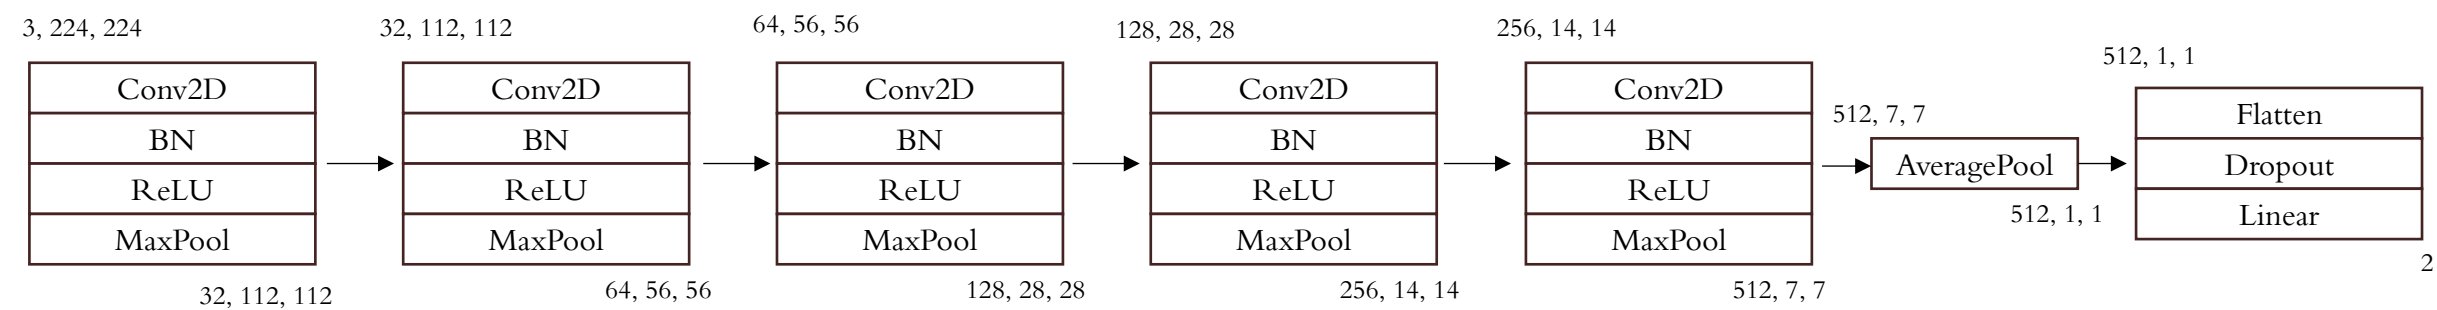 3, 224, 224
Conv2D
BN
ReLU
MaxPool
32, 112, 112
32, 112, 112
Conv2D
BN
ReLU
MaxPool
64, 56, 56
64, 56, 56
Conv2D
BN
ReLU
MaxPool
128, 28, 28
128, 28, 28
Conv2D
BN
ReLU
MaxPool
256, 14, 14
256, 14, 14
Conv2D
BN
ReLU
MaxPool
512, 7, 7
512, 7, 7
AveragePool
512, 1, 1
512, 1, 1
Flatten
Dropout
Linear
2